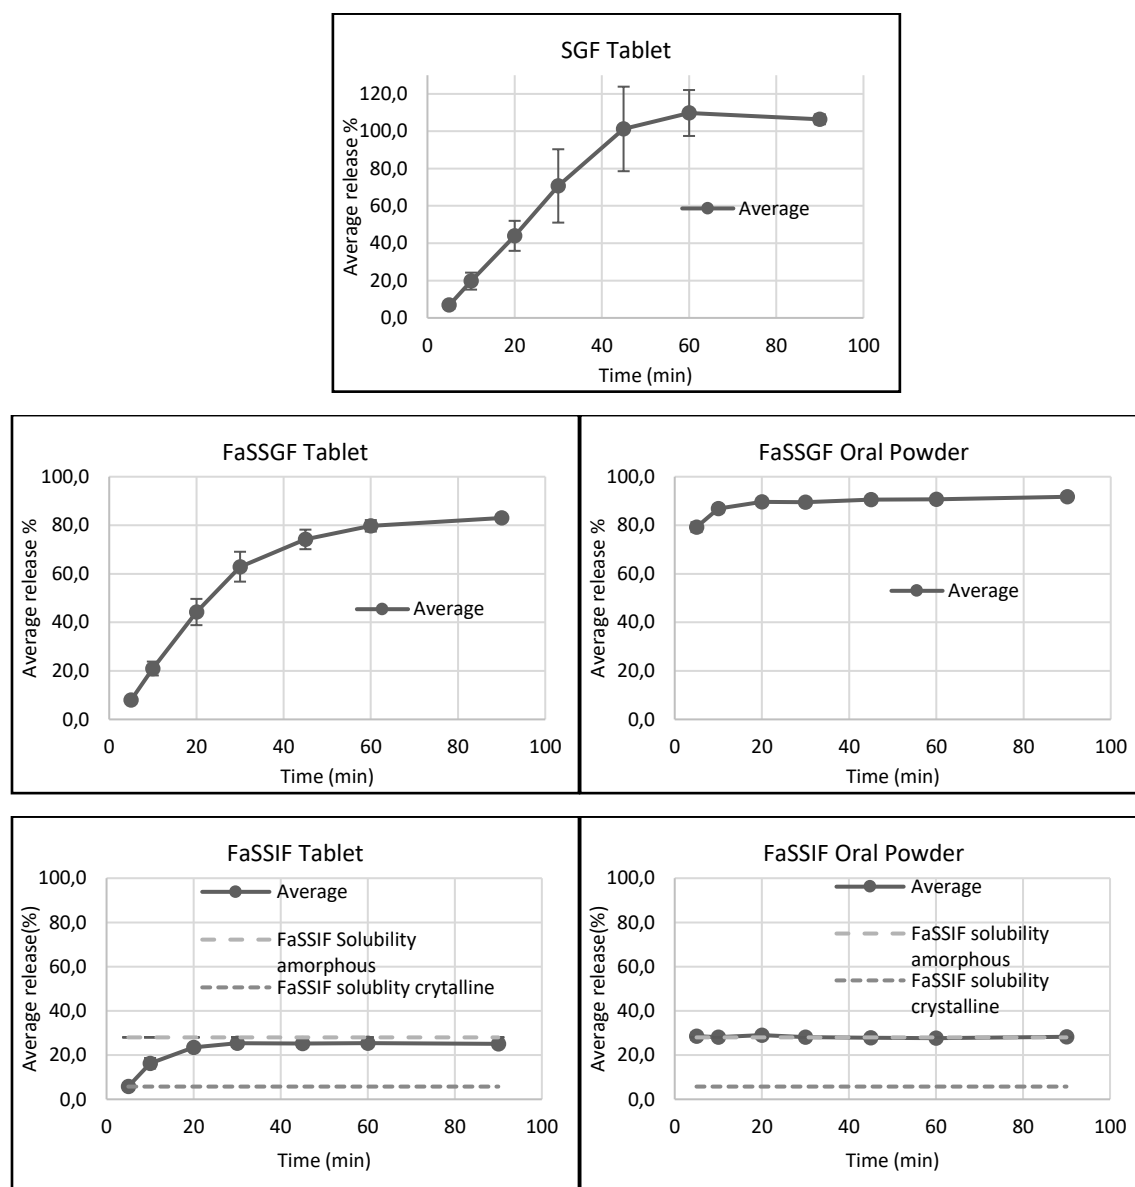 SGF Tablet
120,0
100,0
80,0
60,0
40,0
20,0
0,0
Average release %
Average
0 20 40 60 80 100
Time (min)
FaSSGF Tablet
100,0
80,0
60,0
40,0
20,0
0,0
Average release %
Average
0 20 40 60 80 100
Time (min)
FaSSGF Oral Powder
100,0
80,0
60,0
40,0
20,0
0,0
Average release %
Average
0 20 40 60 80 100
Time (min)
FaSSIF Tablet
100,0
80,0
60,0
40,0
20,0
0,0
Average release(%)
Average
FaSSIF Solubility
amorphous
FaSSIF solublity crytalline
0 20 40 60 80 100
Time (min)
FaSSIF Oral Powder
100,0
80,0
60,0
40,0
20,0
0,0
Average release(%)
Average
FaSSIF solubility
amorphous
FaSSIF solubility
crystalline
0 20 40 60 80 100
Time (min)